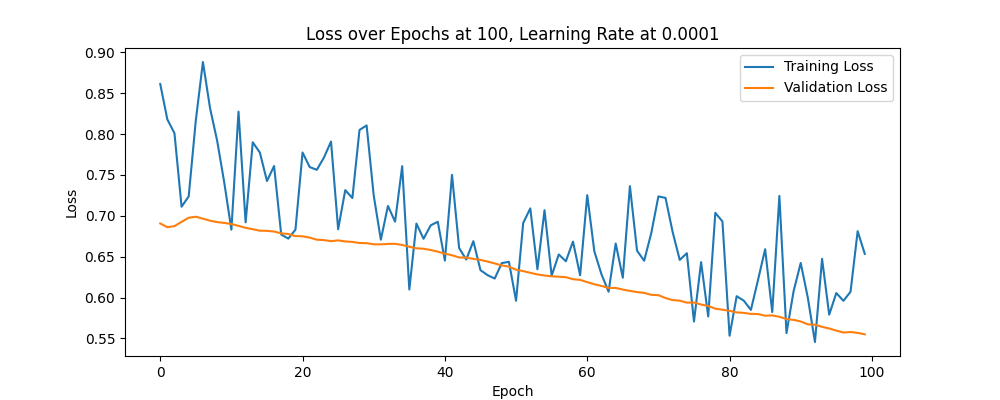 Loss over Epochs at 100, Learning Rate at 0.0001
0.90
0.85
0.80
0.75
0.70
0.65
0.60
0.55
Loss
Training Loss
Validation Loss
0 20 40 60 80 100
Epoch